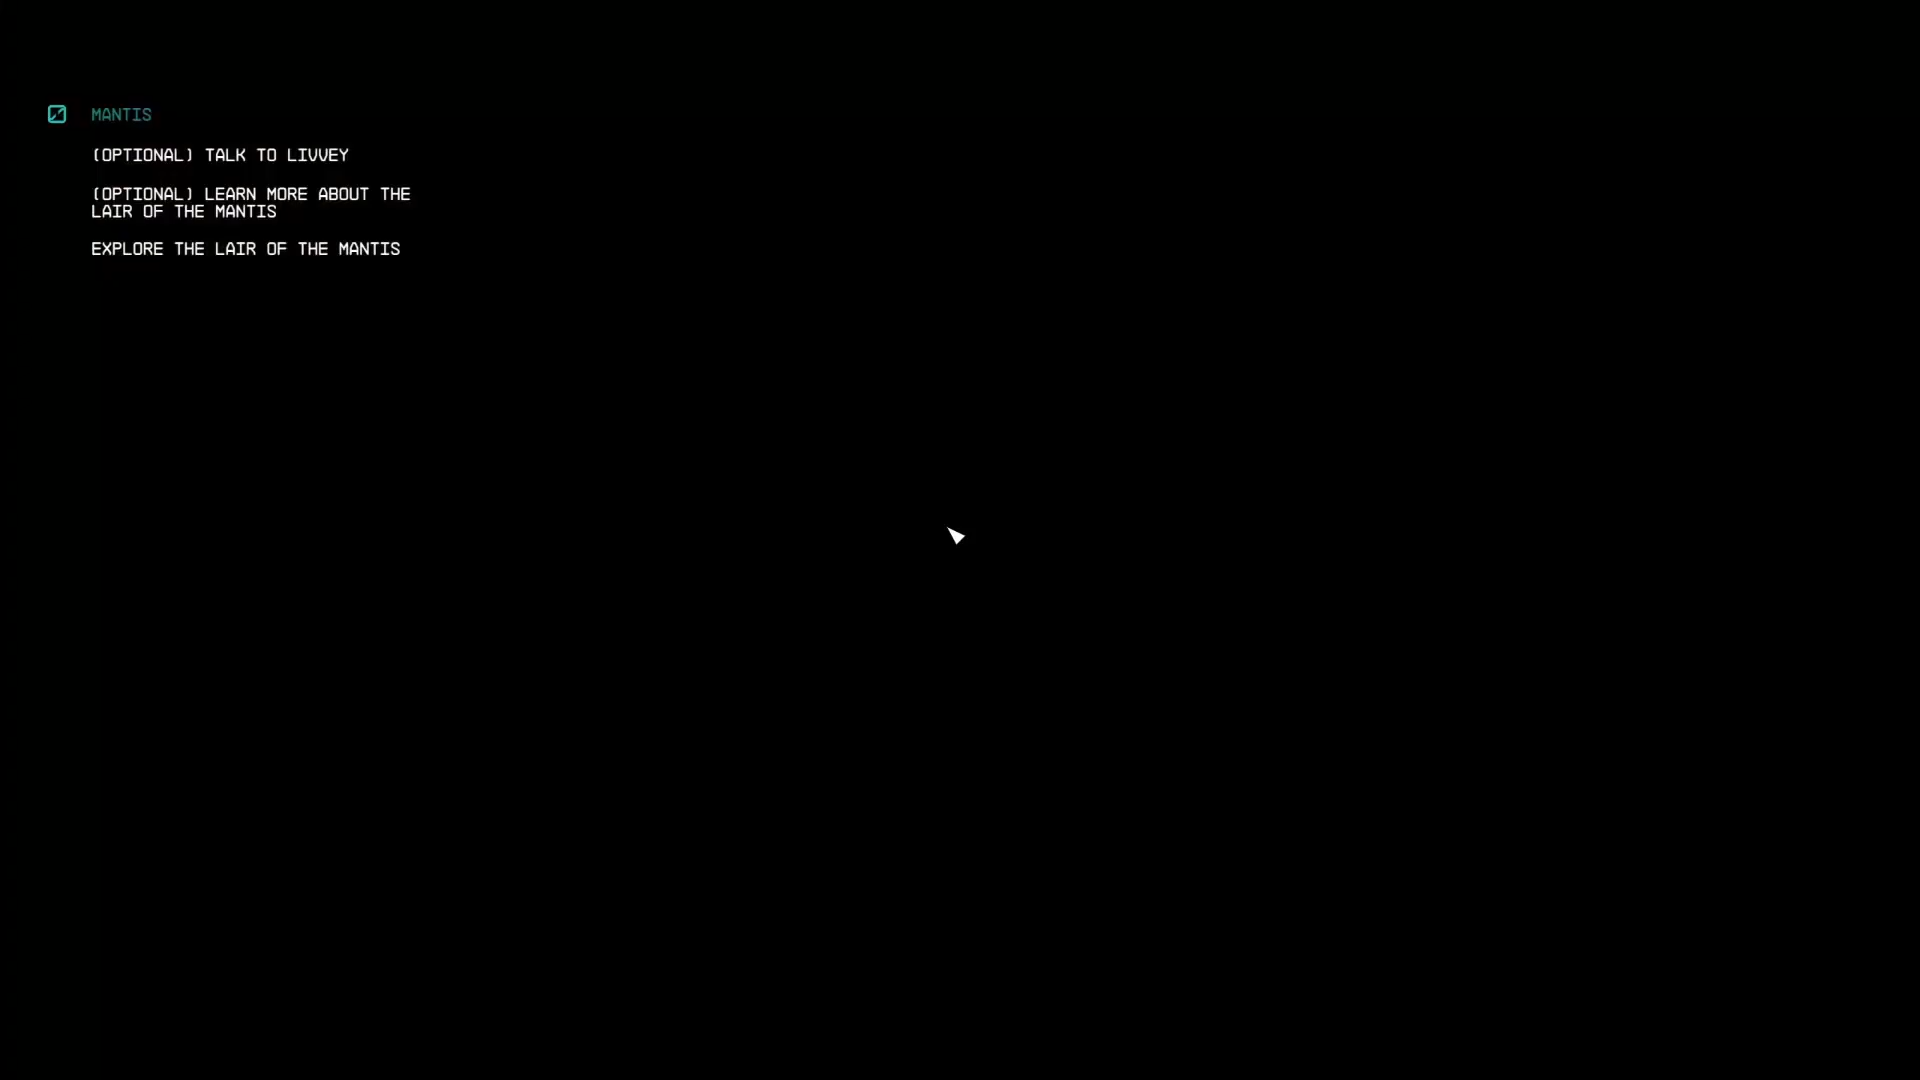 MANTIS
(OPTIONAL) TALK TO LIVVEY
(OPTIONAL) LEARN MORE ABOUT THE
LAIR OF THE MANTIS
EXPLORE THE LAIR OF THE MANTIS